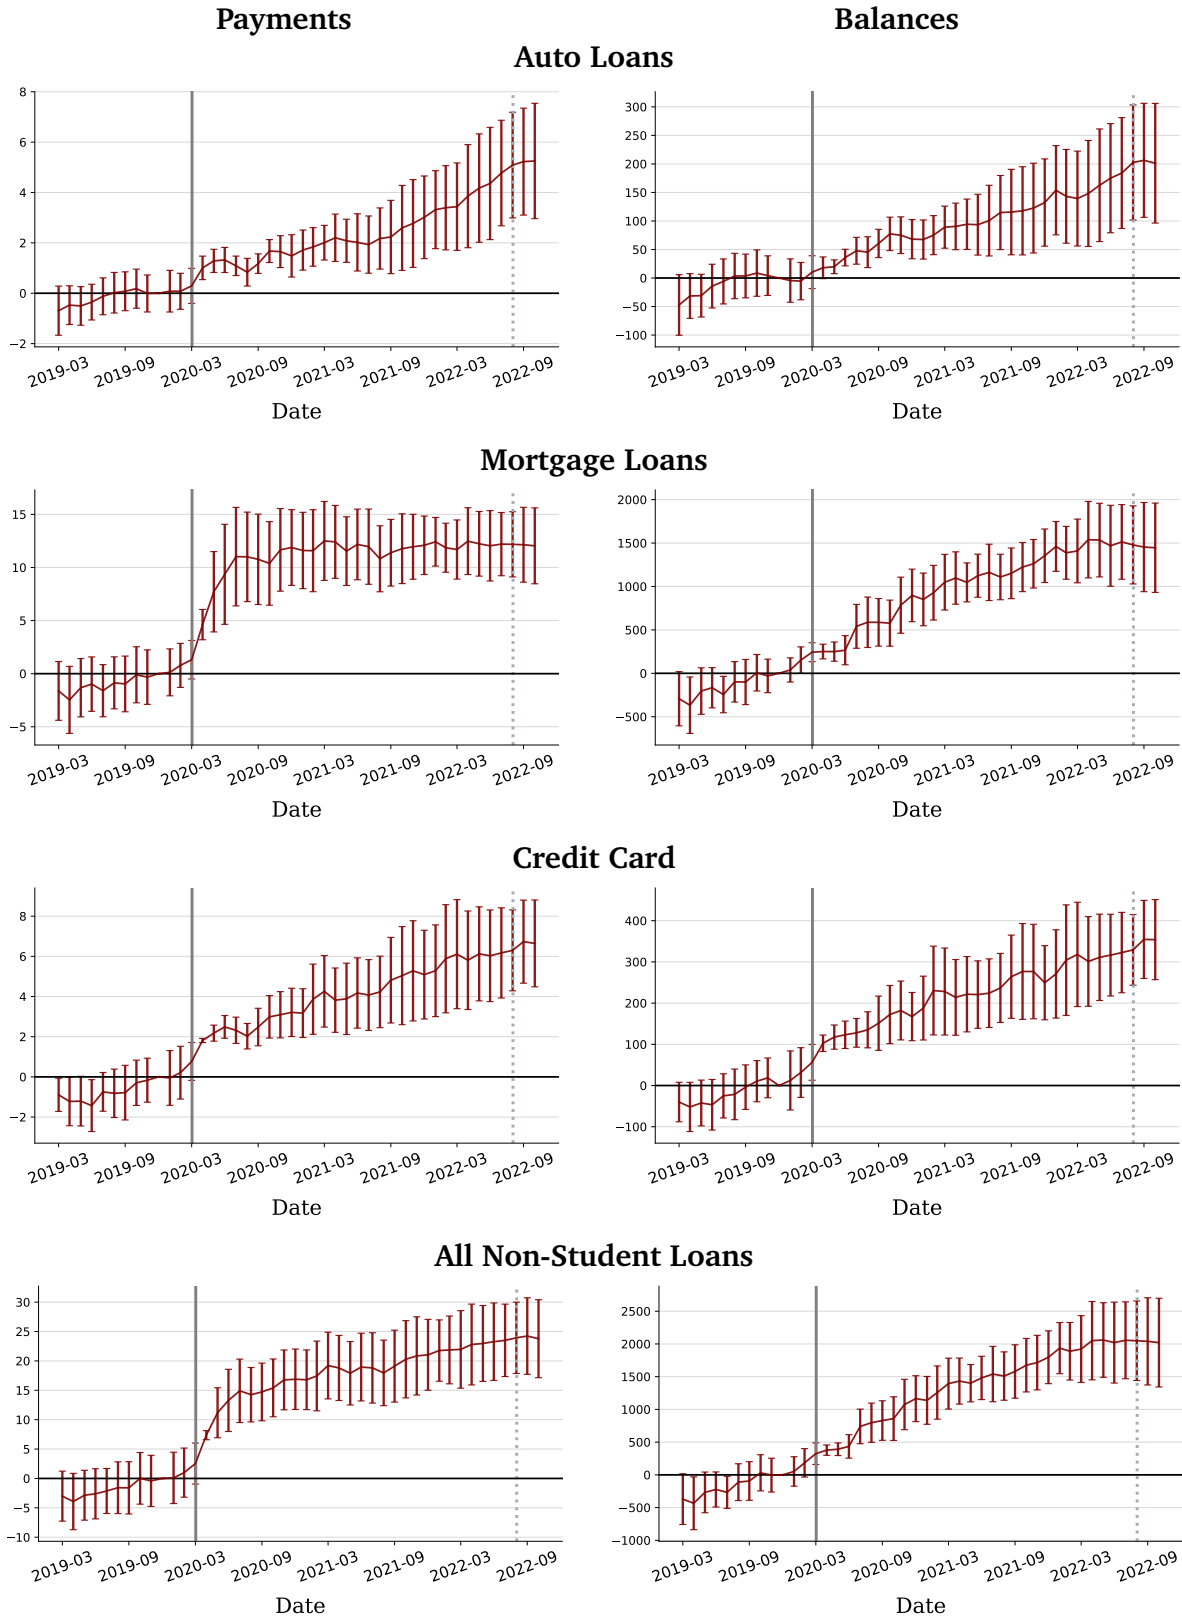 Payments Balances
Auto Loans
8
6
4
2
0
−2
2019-03 2019-09 2020-03 2020-09 2021-03 2021-09 2022-03 2022-09
Date
300
250
200
150
100
50
0
−50
−100
2019-03 2019-09 2020-03 2020-09 2021-03 2021-09 2022-03 2022-09
Date
Mortgage Loans
15
10
5
0
−5
2019-03 2019-09 2020-03 2020-09 2021-03 2021-09 2022-03 2022-09
Date
2000
1500
1000
500
0
−500
2019-03 2019-09 2020-03 2020-09 2021-03 2021-09 2022-03 2022-09
Date
Credit Card
8
6
4
2
0
−2
2019-03 2019-09 2020-03 2020-09 2021-03 2021-09 2022-03 2022-09
Date
400
300
200
100
0
−100
2019-03 2019-09 2020-03 2020-09 2021-03 2021-09 2022-03 2022-09
Date
All Non-Student Loans
30
25
20
15
10
5
0
−5
−10
2019-03 2019-09 2020-03 2020-09 2021-03 2021-09 2022-03 2022-09
Date
2500
2000
1500
1000
500
0
−500
−1000
2019-03 2019-09 2020-03 2020-09 2021-03 2021-09 2022-03 2022-09
Date